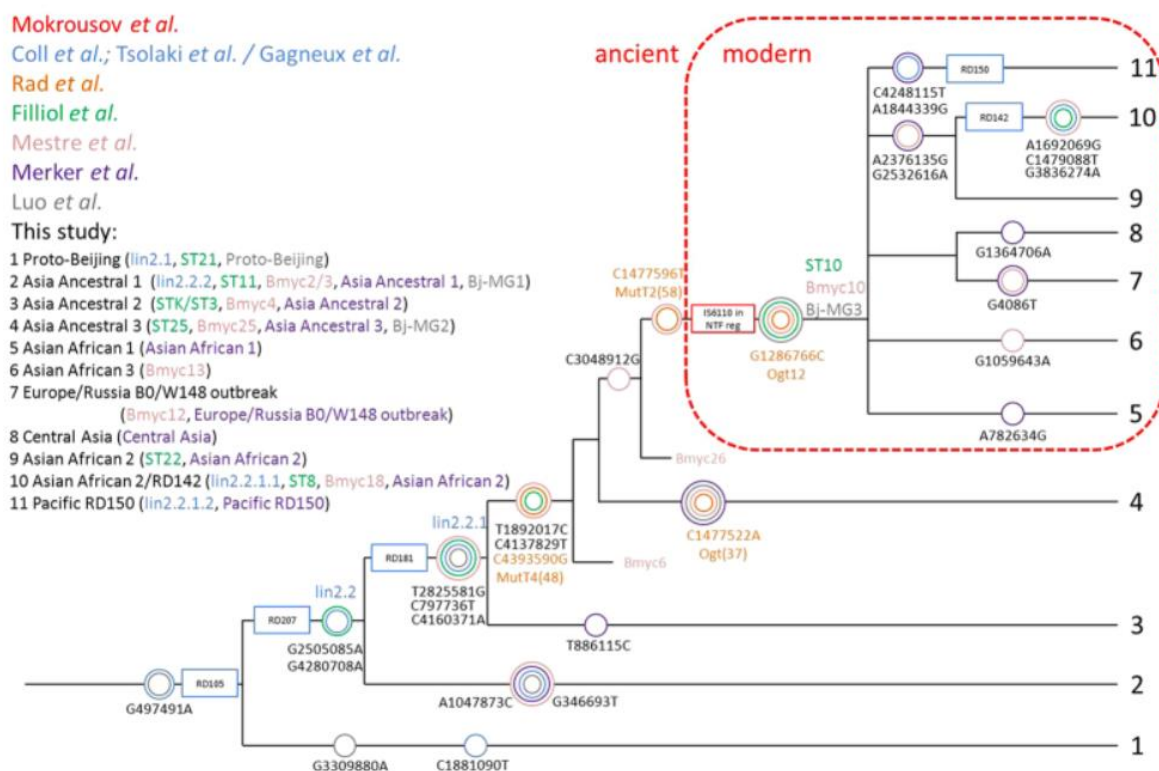 Mokrousov et al.
Coll et al.; Tsolaki et al. / Gagneux et al.
Rad et al.
Filliol et al.
Mestre et al.
Merker et al.
Luo et al.
This study:
1 Proto-Beijing (lin2.1, ST21, Proto-Beijing)
2 Asia Ancestral 1 (lin2.2.2, ST11, Bmyc2/3, Asia Ancestral 1, Bj-MG1)
3 Asia Ancestral 2 (STK/ST3, Bmyc4, Asia Ancestral 2)
4 Asia Ancestral 3 (ST25, Bmyc25, Asia Ancestral 3, Bj-MG2)
5 Asian African 1 (Asian African 1)
6 Asian African 3 (Bmyc13)
7 Europe/Russia B0/W148 outbreak
(Bmyc12, Europe/Russia B0/W148 outbreak)
8 Central Asia (Central Asia)
9 Asian African 2 (ST22, Asian African 2)
10 Asian African 2/RD142 (lin2.2.1.1, ST8, Bmyc18, Asian African 2)
11 Pacific RD150 (lin2.2.1.2, Pacific RD150)
ancient modern
RD150
11
C4248115T
A1844339G
RD142
10
A2376135G
G2532616A
A1692069G
C1479088T
G3836274A
9
8
G1364706A
7
G4086T
ST10
Bmyc10
Bj-MG3
C1477596T
MutT2(58)
IS6110 in
NTF reg
G1286766C
Ogt12
6
G1059643A
5
A782634G
C3048912G
Bmyc26
4
C1477522A
Ogt(37)
T1892017C
C4137829T
C4393590G
MutT4(48)
Bmyc6
lin2.2.1
RD181
T2825581G
C797736T
C4160371A
3
T886115C
lin2.2
RD207
G2505085A
G4280708A
2
A1047873C
G346693T
RD105
G497491A
1
G3309880A
C1881090T